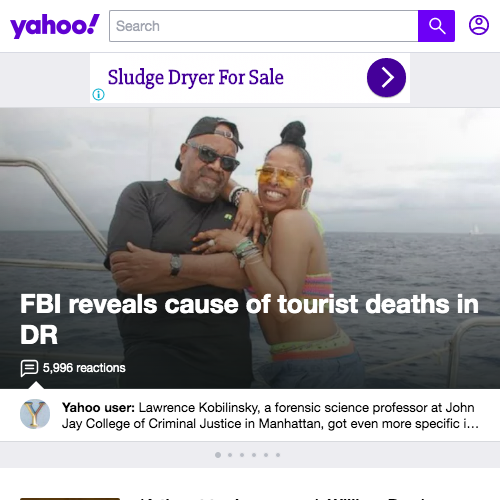 yahoo!
Search
Sludge Dryer For Sale
FBI reveals cause of tourist deaths in
DR
5,996 reactions
Yahoo user: Lawrence Kobilinsky, a forensic science professor at John
Jay College of Criminal Justice in Manhattan, got even more specific i...